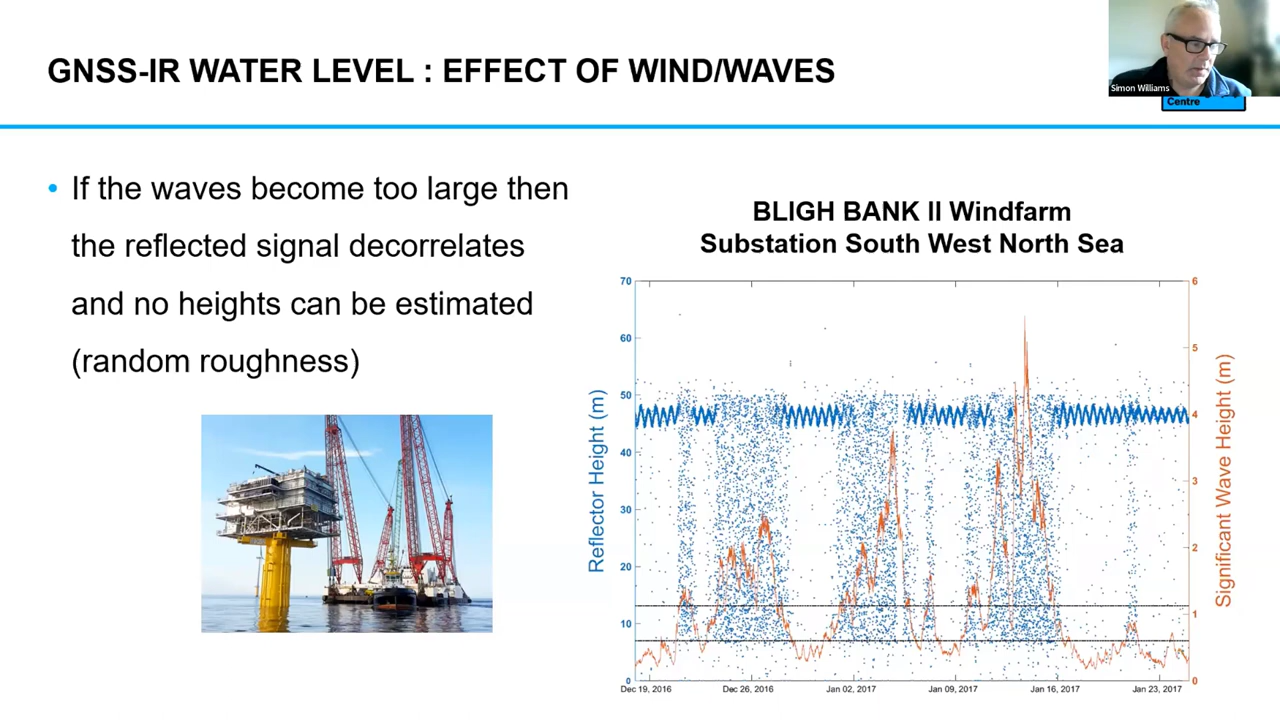 GNSS-IR WATER LEVEL : EFFECT OF WIND/WAVES
Simon Williams
Centre
• If the waves become too large then
the reflected signal decorrelates
and no heights can be estimated
(random roughness)
BLIGH BANK II Windfarm
Substation South West North Sea
Reflector Height (m)
70
60
50
40
30
20
10
0
6
5
4
3
2
1
0
Significant Wave Height (m)
Dec 19, 2016
Dec 26, 2016
Jan 02, 2017
Jan 09, 2017
Jan 16, 2017
Jan 23, 2017